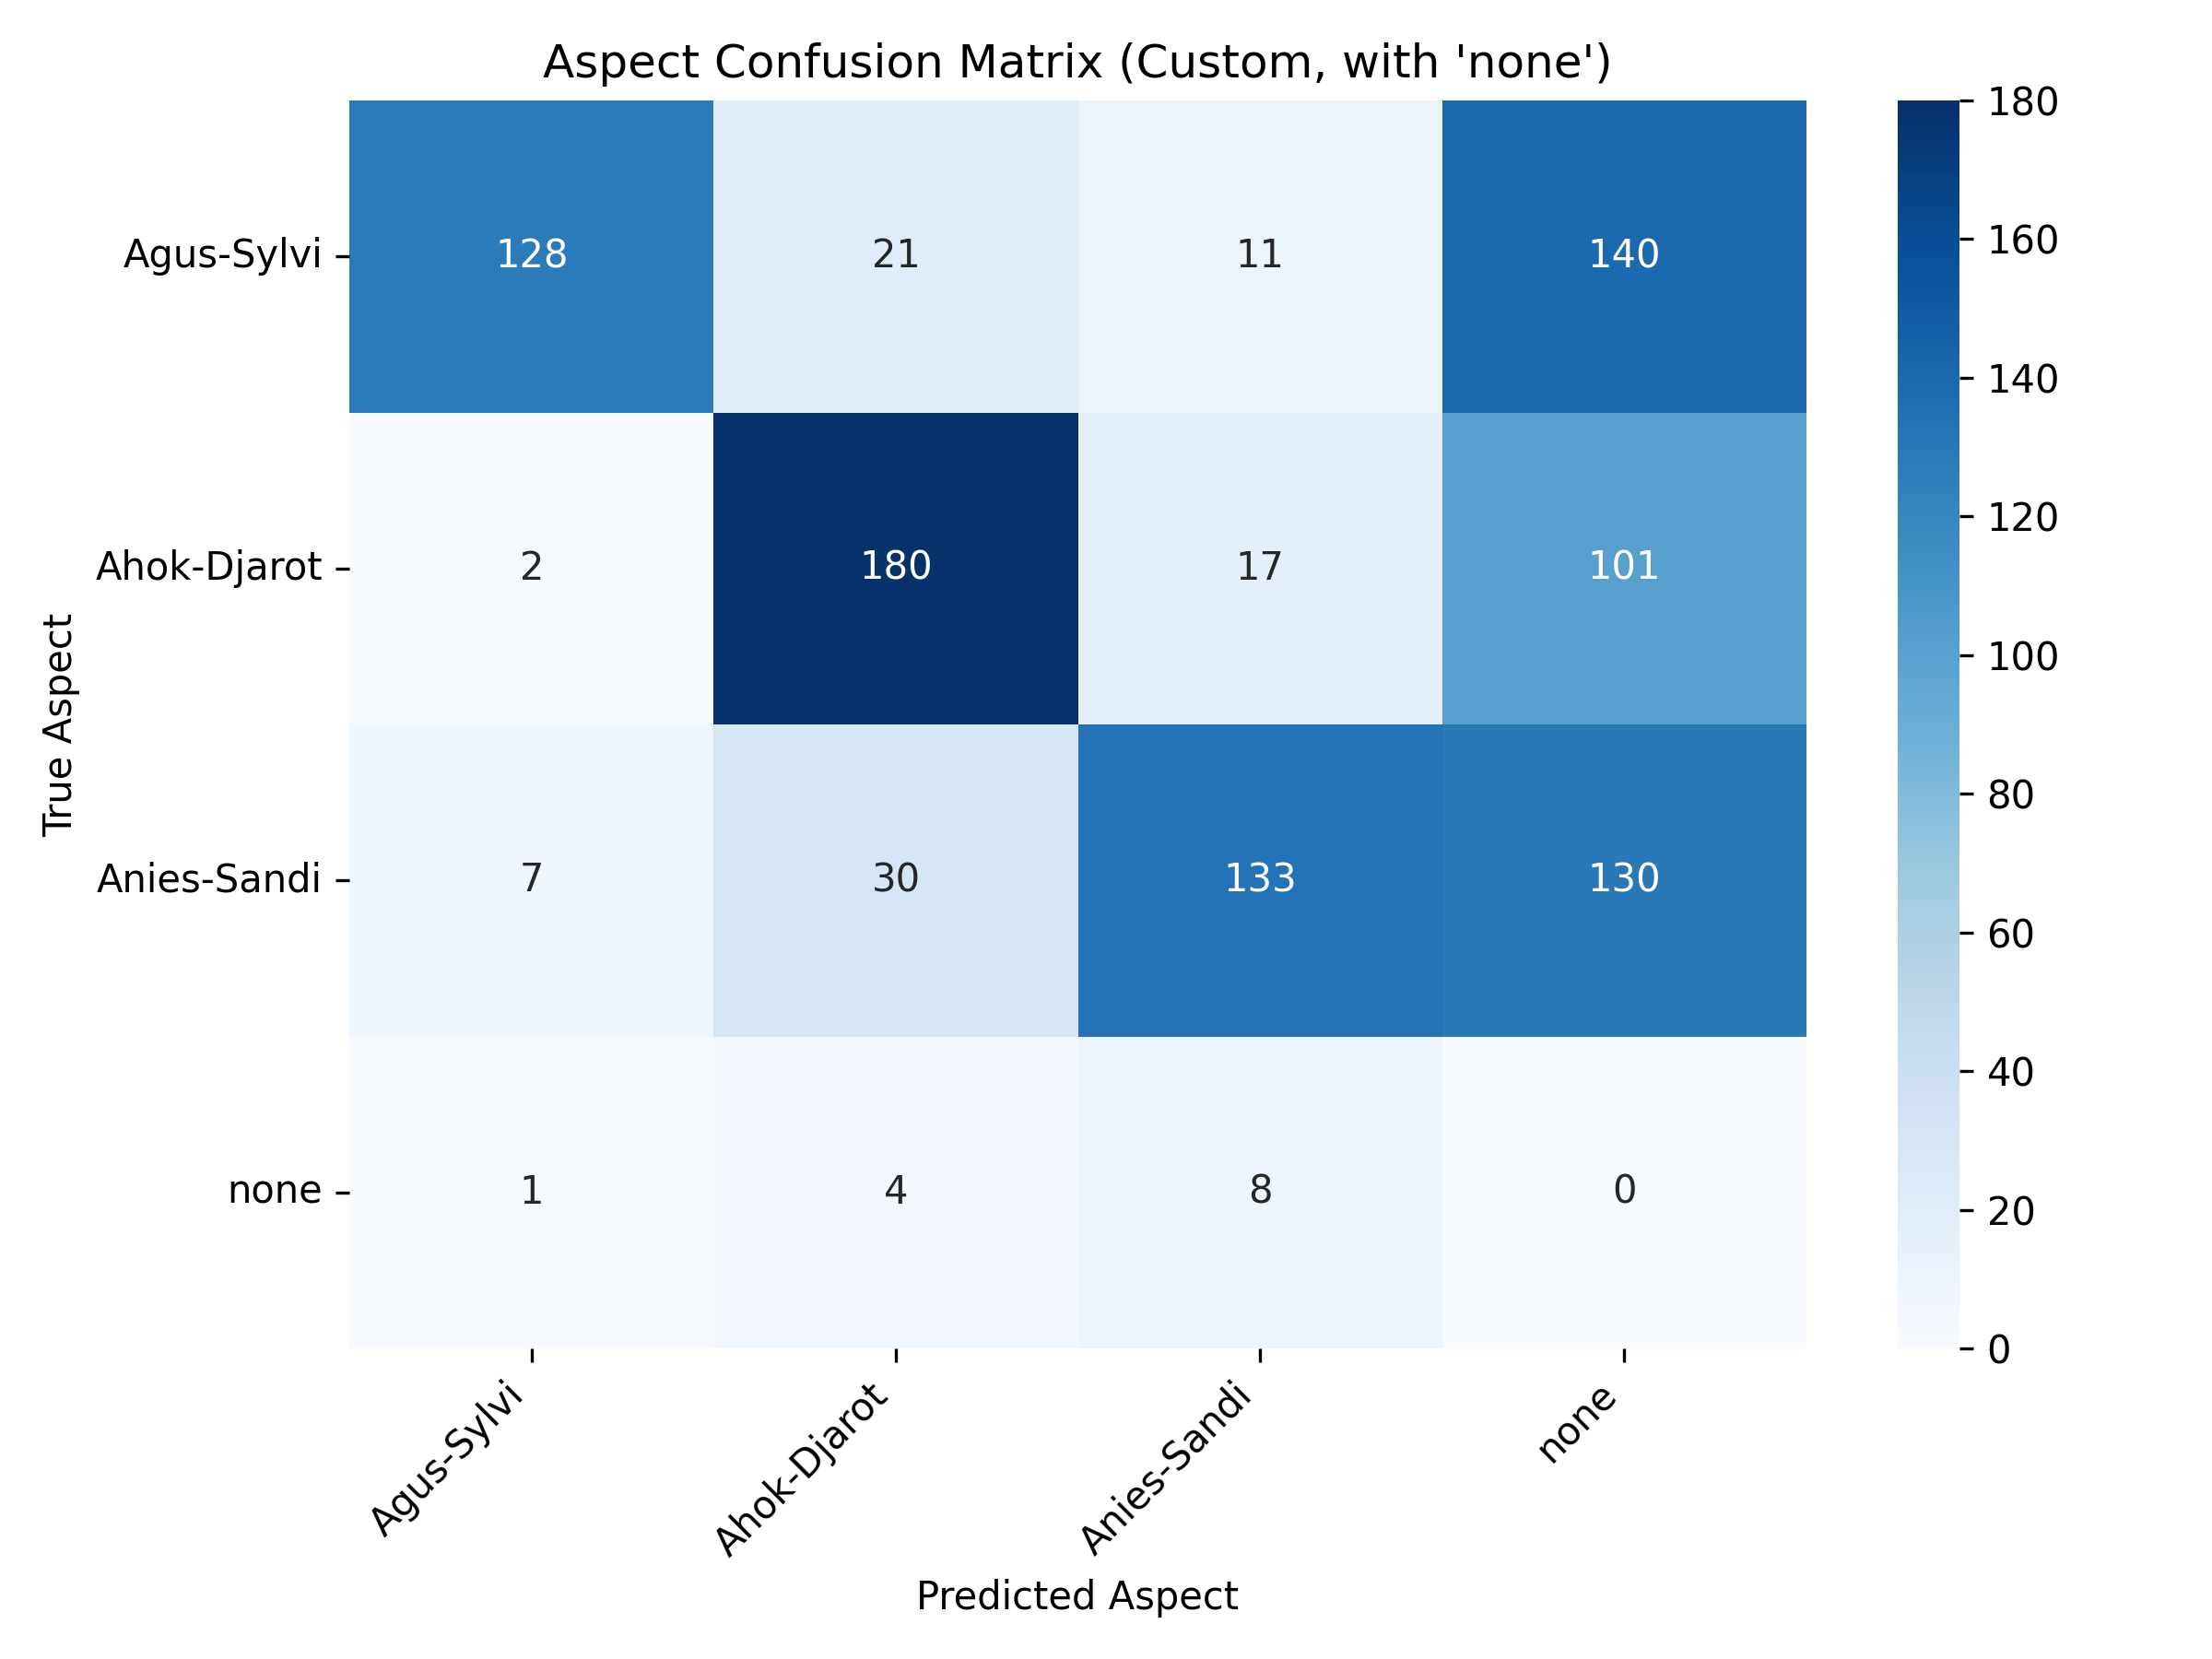 Aspect Confusion Matrix (Custom, with 'none')
True Aspect
Agus-Sylvi 128 21 11 140
Ahok-Djarot 2 180 17 101
Anies-Sandi 7 30 133 130
none 1 4 8 0
Agus-Sylvi Ahok-Djarot Anies-Sandi none
Predicted Aspect
180
160
140
120
100
80
60
40
20
0